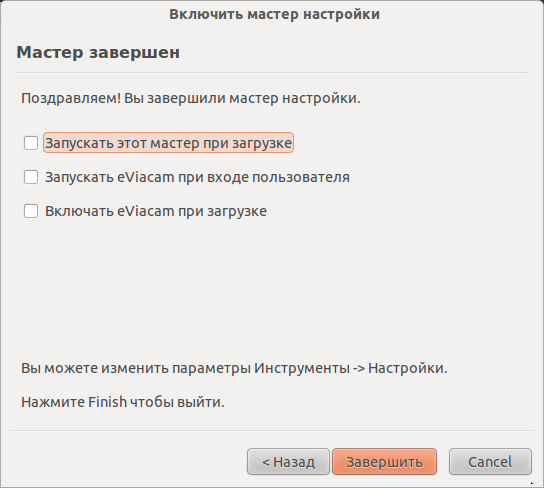 Включить мастер настройки
Мастер завершен
Поздравляем! Вы завершили мастер настройки.
Запускать этот мастер при загрузке
Запускать eViacam при входе пользователя
Включать eViacam при загрузке
Вы можете изменить параметры Инструменты -> Настройки.
Нажмите Finish чтобы выйти.
< Назад Завершить Cancel